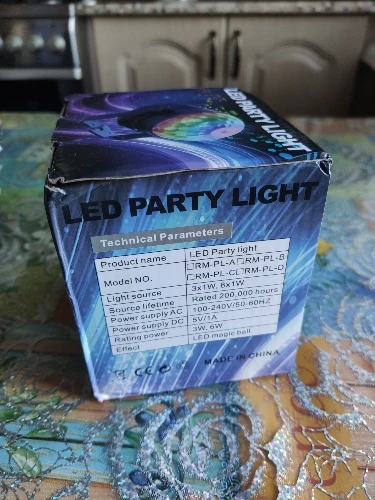 LED PARTY LIGHT
LED PARTY LIGHT
Technical Parameters
Product name LED Party light
Model NO. □RM-PL-A□RM-PL-B
□RM-PL-C□RM-PL-D
Light source 3x1W, 6x1W
Source lifetime Rated 200,000 hours
Power supply AC 100-240V/50-60HZ
Power supply DC 5V/1A
Rating power 3W, 6W
Effect LED magic ball
CE MADE IN CHINA